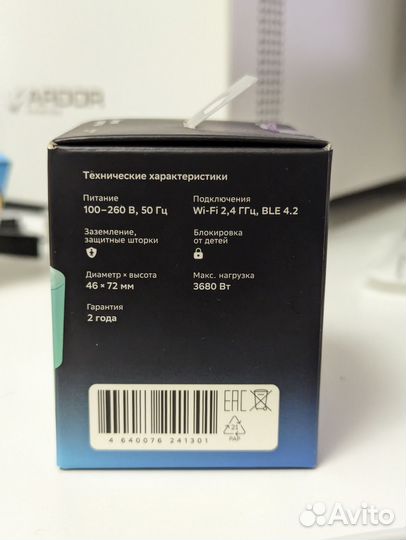 ARDOR
Технические характеристики
Питание
100–260 В, 50 Гц
Подключения
Wi-Fi 2,4 ГГц, BLE 4.2
Заземление,
защитные шторки
Блокировка
от детей
Диаметр × высота
46 × 72 мм
Макс. нагрузка
3680 Вт
Гарантия
2 года
4 640076 241301
EAC
21
PAP
Avito